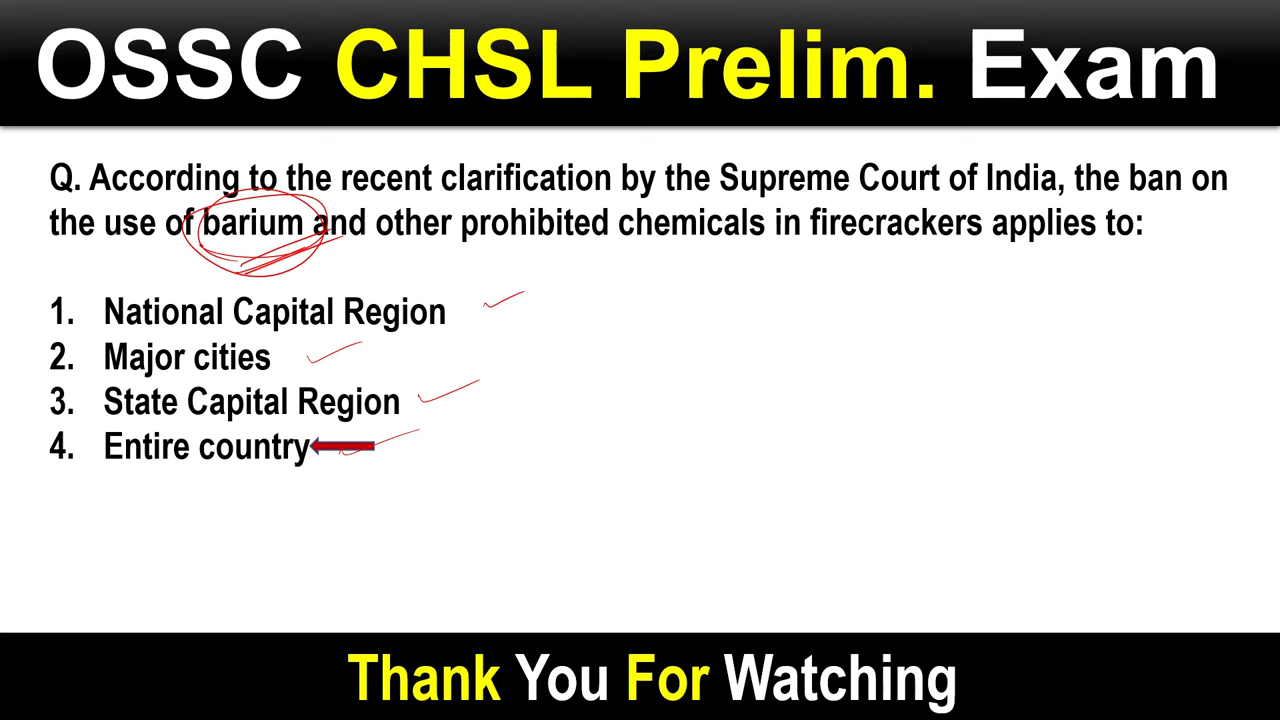 OSSC CHSL Prelim. Exam
Q. According to the recent clarification by the Supreme Court of India, the ban on
the use of barium and other prohibited chemicals in firecrackers applies to:
1. National Capital Region
2. Major cities
3. State Capital Region
4. Entire country
Thank You For Watching